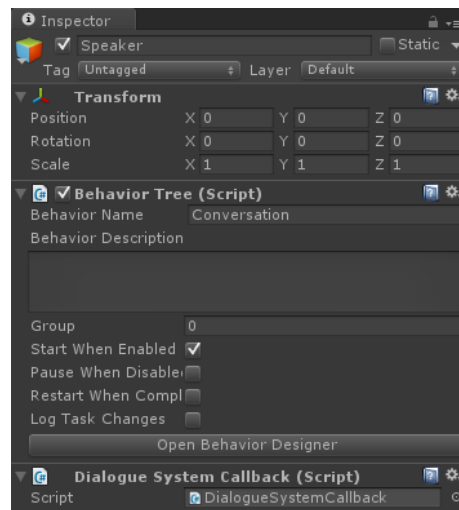 Inspector
Speaker Static
Tag Untagged Layer Default
Transform
Position X 0 Y 0 Z 0
Rotation X 0 Y 0 Z 0
Scale X 1 Y 1 Z 1
Behavior Tree (Script)
Behavior Name Conversation
Behavior Description
Group 0
Start When Enabled
Pause When Disable
Restart When Compl
Log Task Changes
Open Behavior Designer
Dialogue System Callback (Script)
Script DialogueSystemCallback